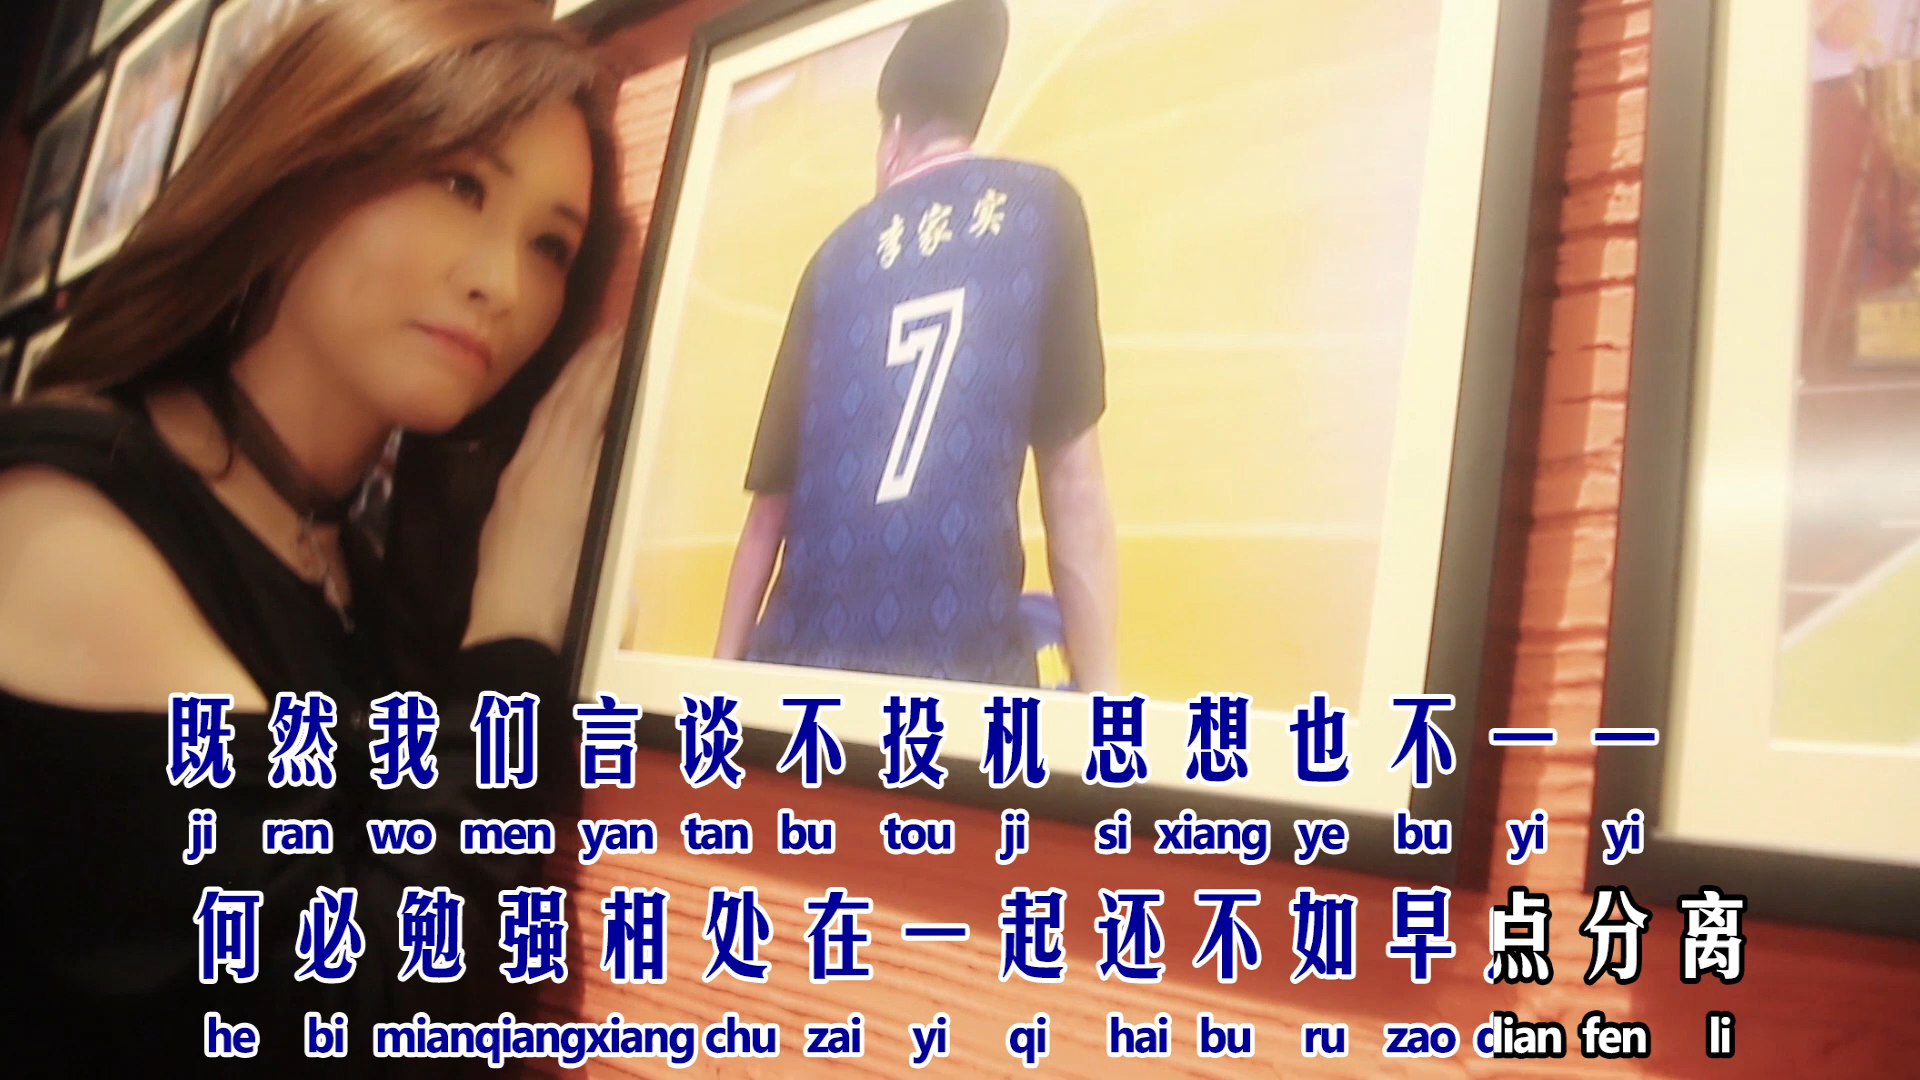 李家实
7
既然我们言谈不投机思想也不一一
ji ran wo men yan tan bu tou ji si xiang ye bu yi yi
何必勉强相处在一起还不如早点分离
he bi mianqiangxiang chu zai yi qi hai bu ru zao dian fen li